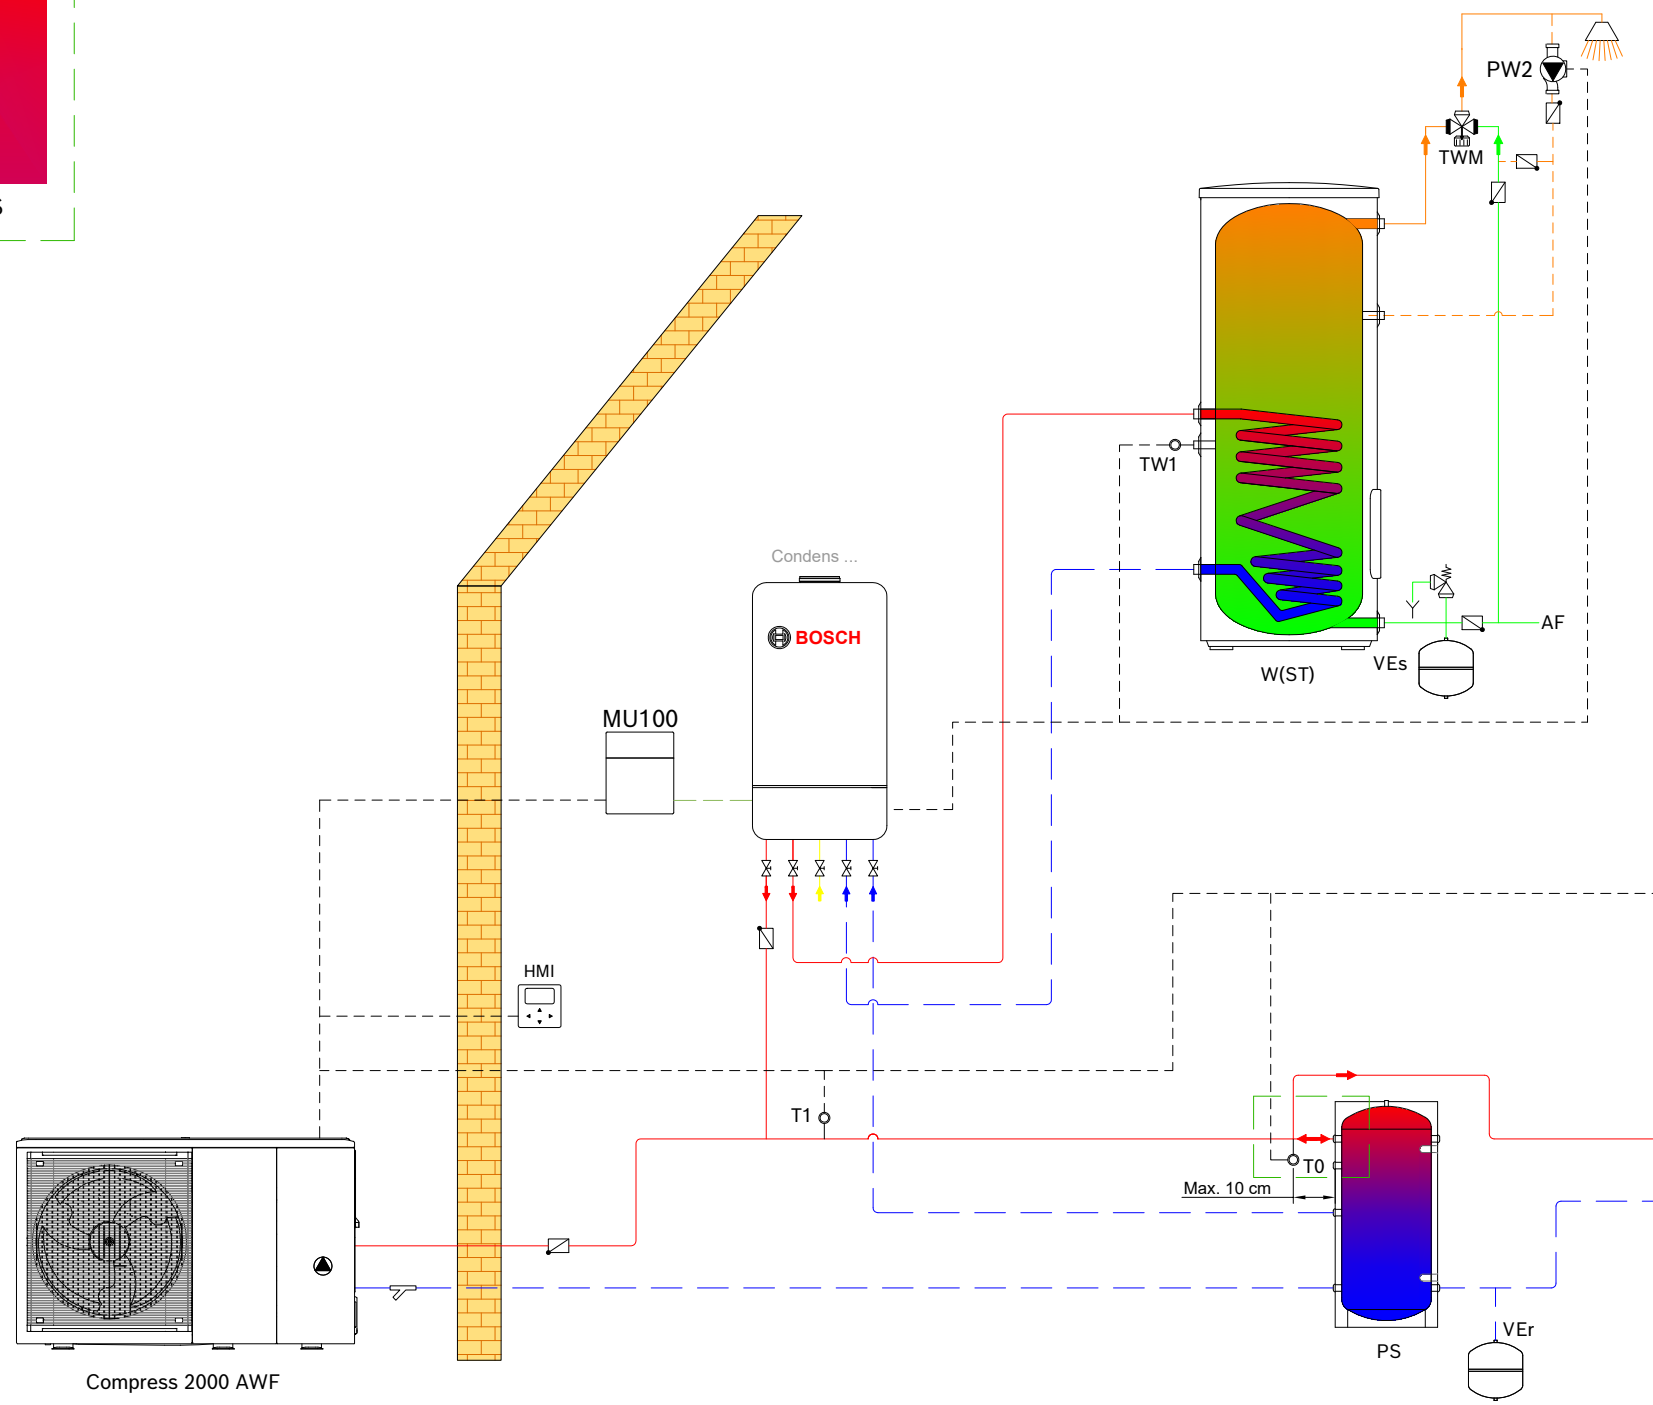 PW2
TWM
S
TW1
Condens ...
BOSCH
AF
VEs
W(ST)
MU100
HMI
T1
T0
Max. 10 cm
VEr
PS
Compress 2000 AWF